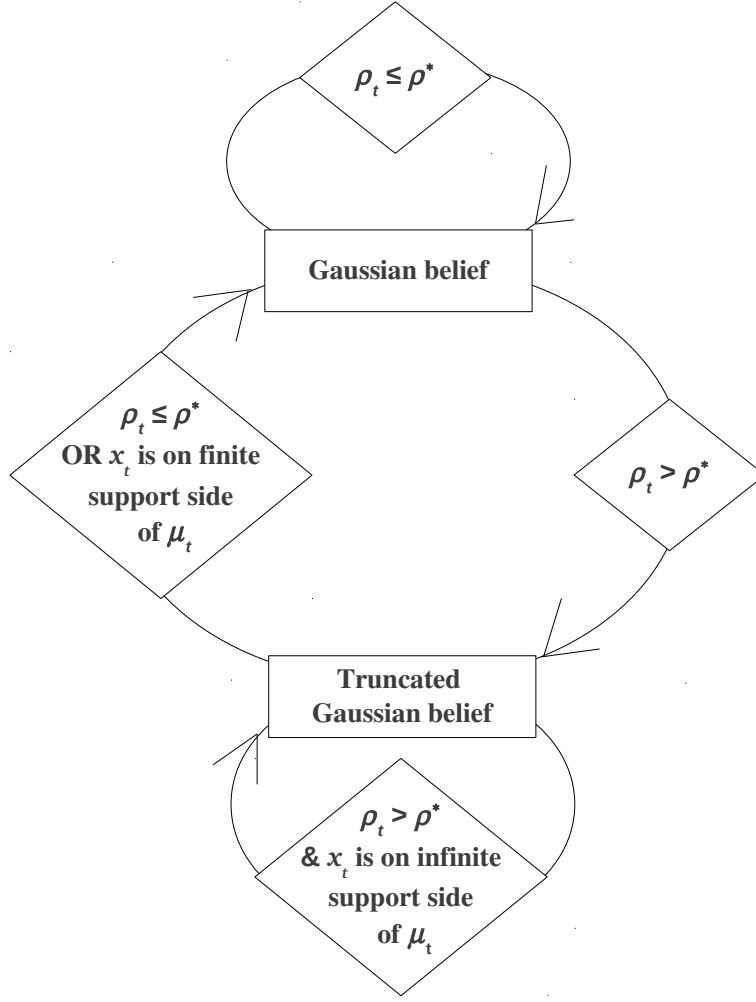 ρt ≤ ρ*
Gaussian belief
ρt ≤ ρ*
OR xt is on finite
support side
of μt
ρt > ρ*
Truncated
Gaussian belief
ρt > ρ*
& xt is on infinite
support side
of μt